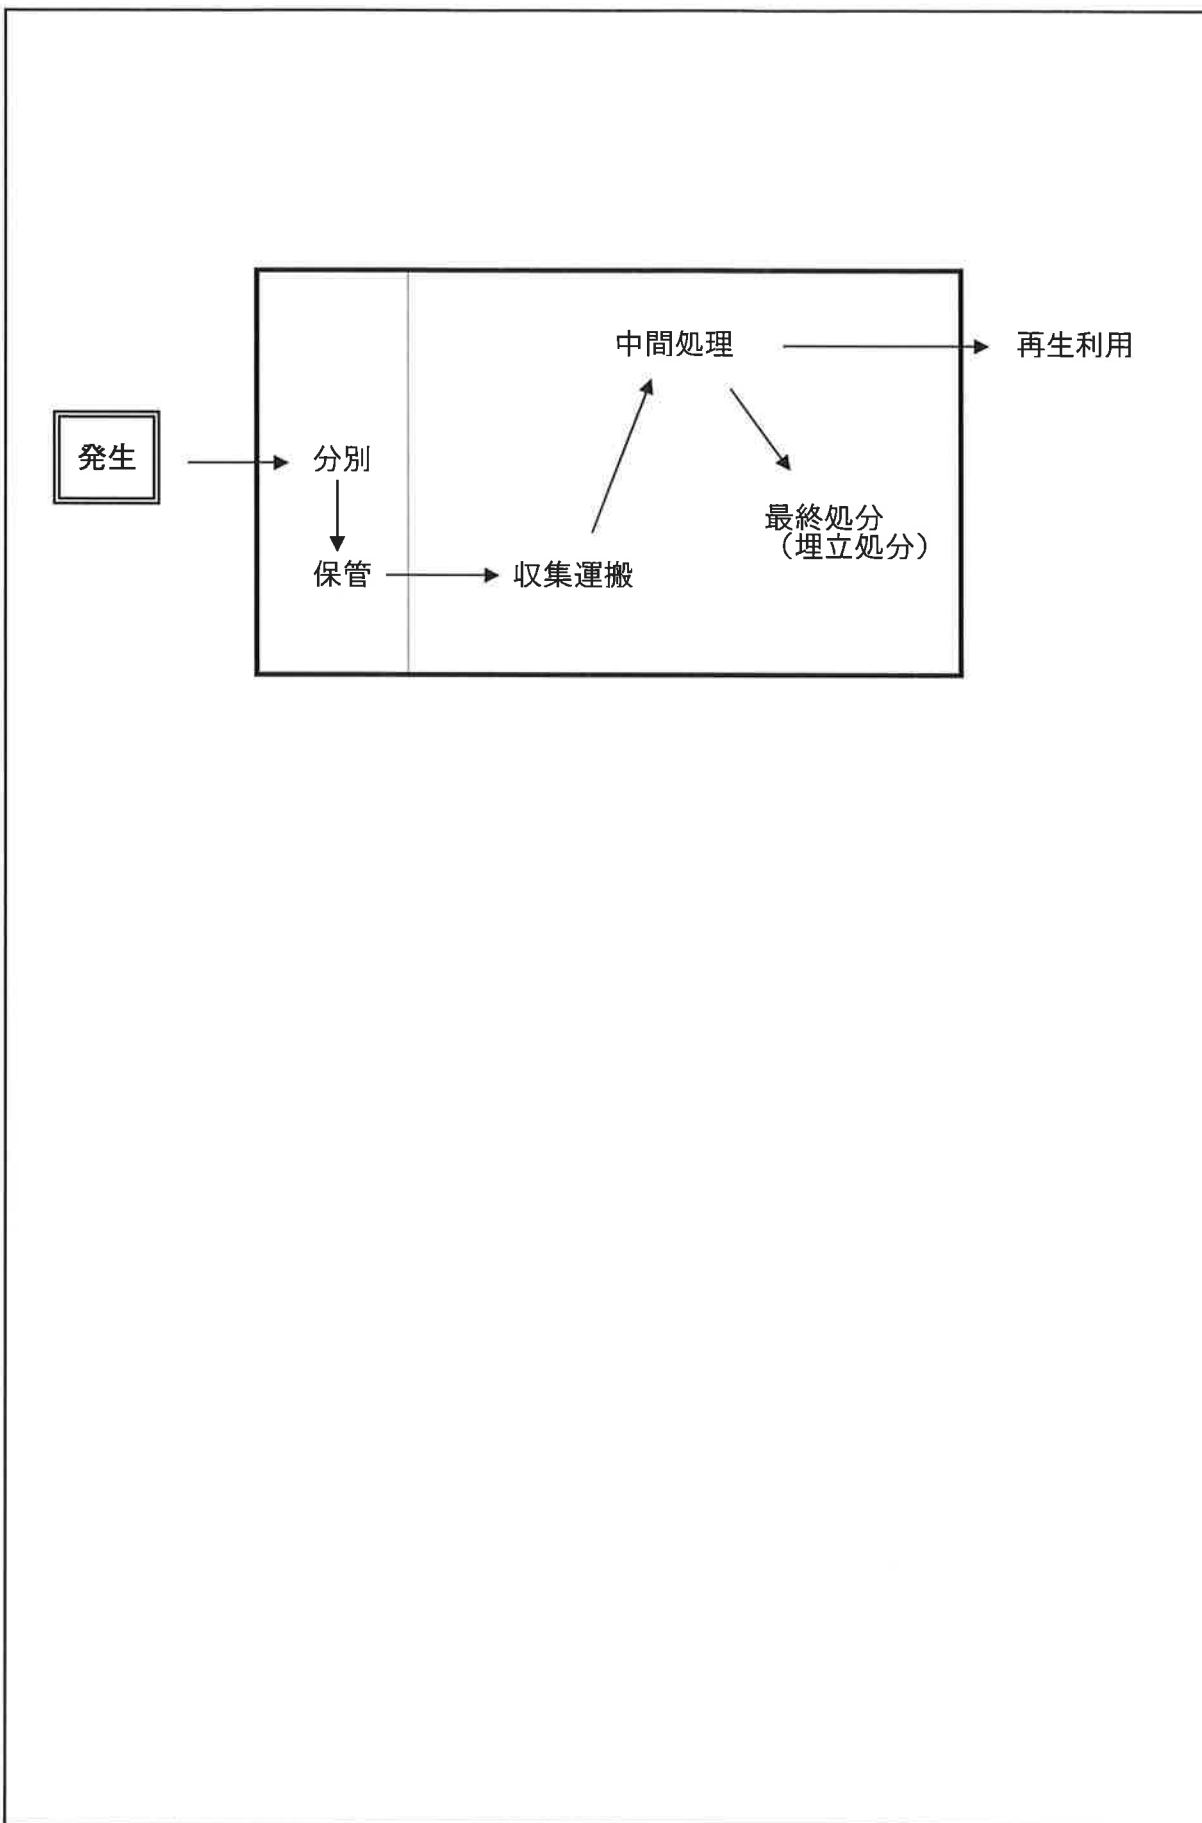 発生
分別
保管
収集運搬
中間処理
最終処分
（埋立処分）
再生利用